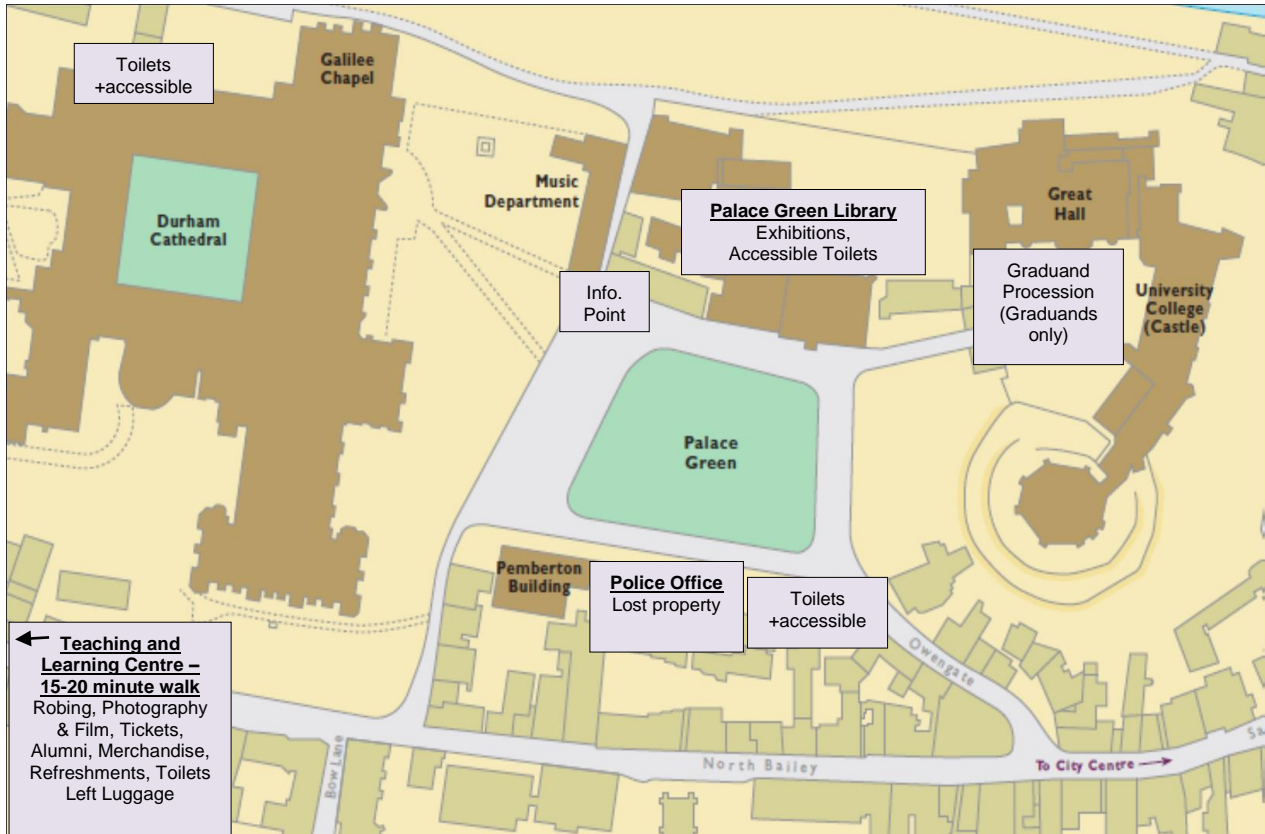 Toilets
+accessible
Galilee
Chapel
Durham
Cathedral
Music
Department
Palace Green Library
Exhibitions,
Accessible Toilets
Great
Hall
Info.
Point
Graduand
Procession
(Graduands
only)
University
College
(Castle)
Palace
Green
Pemberton
Building
Police Office
Lost property
Toilets
+accessible
Owengate
Teaching and
Learning Centre –
15-20 minute walk
Robing, Photography
& Film, Tickets,
Alumni, Merchandise,
Refreshments, Toilets
Left Luggage
Bow Lane
North Bailey
To City Centre
Sa